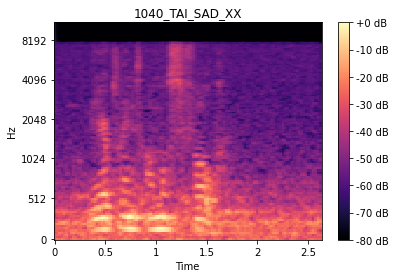 1040_TAI_SAD_XX
+0 dB
8192
-10 dB
4096
-20 dB
-30 dB
2048
Hz
-40 dB
1024
-50 dB
512
-60 dB
-70 dB
0
-80 dB
0 0.5 1 1.5 2 2.5
Time